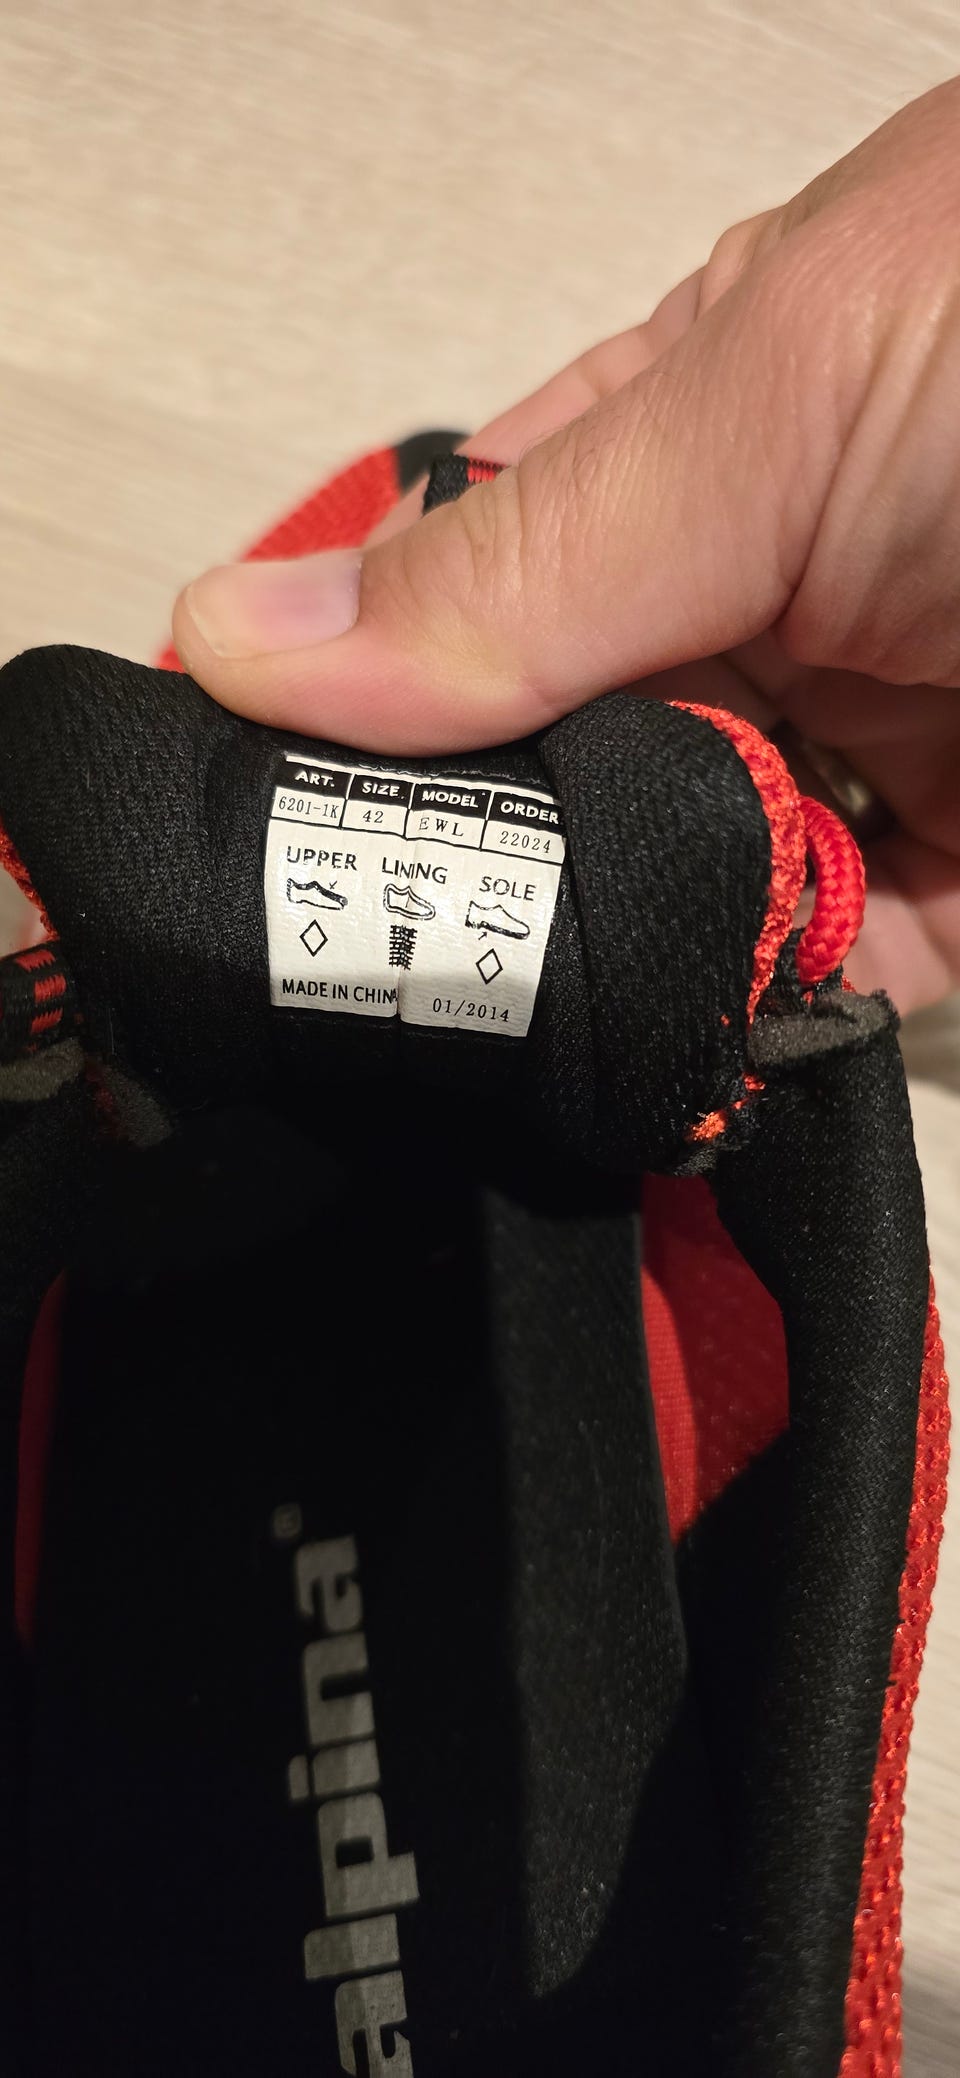 ART. SIZE MODEL ORDER
6201-1K 42 EWL 22024
UPPER LINING SOLE
MADE IN CHINA 01/2014
alpina®